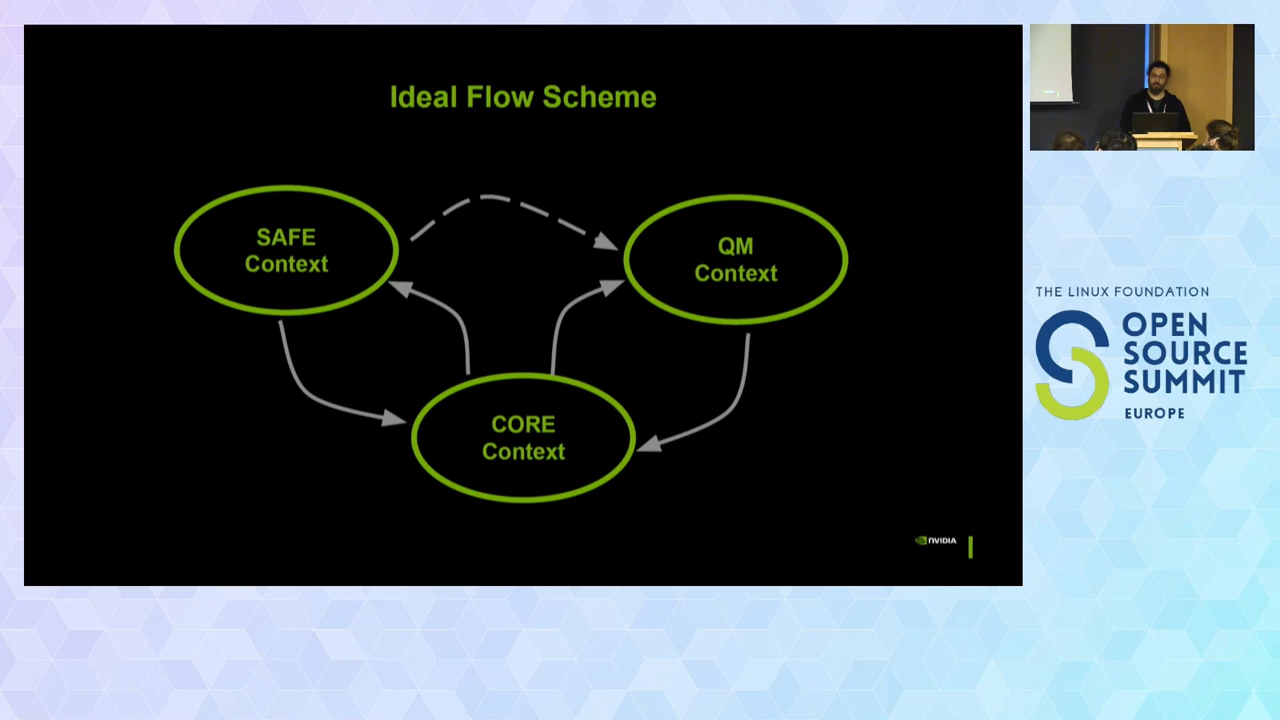 Ideal Flow Scheme
SAFE
Context
QM
Context
CORE
Context
NVIDIA
THE LINUX FOUNDATION
OPEN
SOURCE
SUMMIT
EUROPE